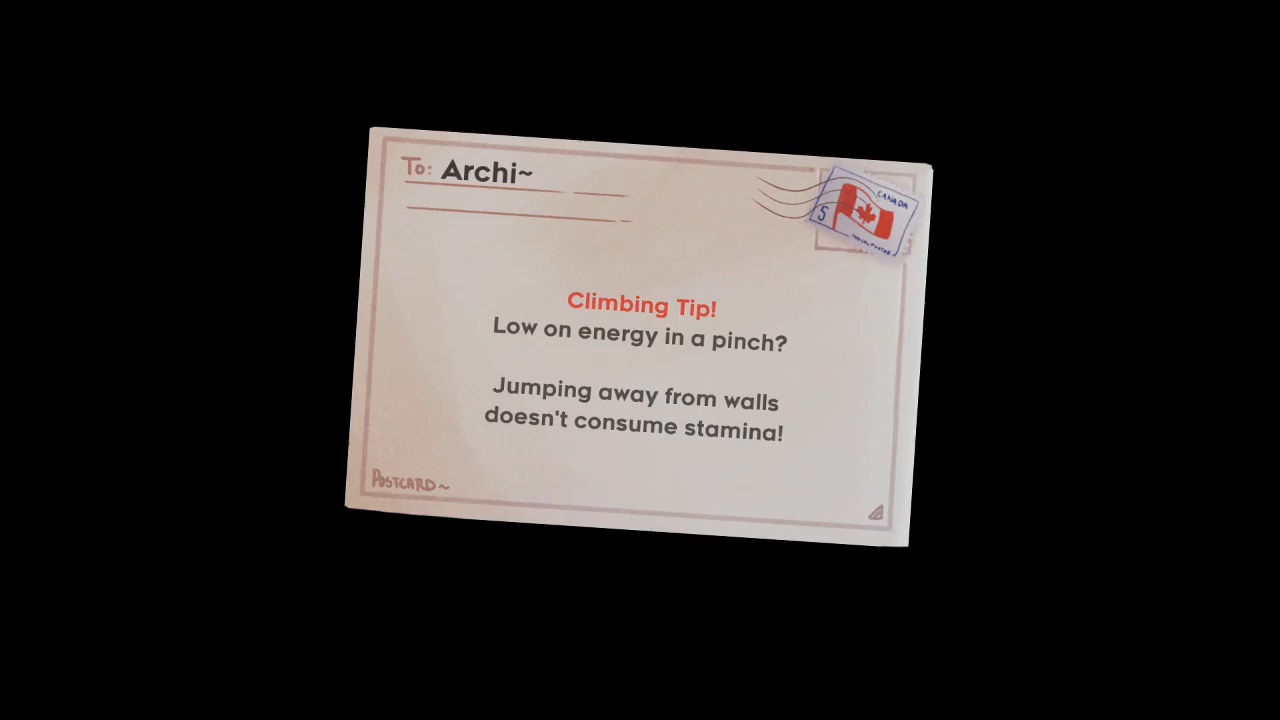 To: Archi~
CANADA
5
Climbing Tip!
Low on energy in a pinch?
Jumping away from walls
doesn't consume stamina!
POSTCARD~